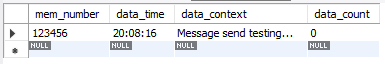 mem_number data_time data_context data_count
123456 20:08:16 Message send testing... 0
NULL NULL NULL NULL